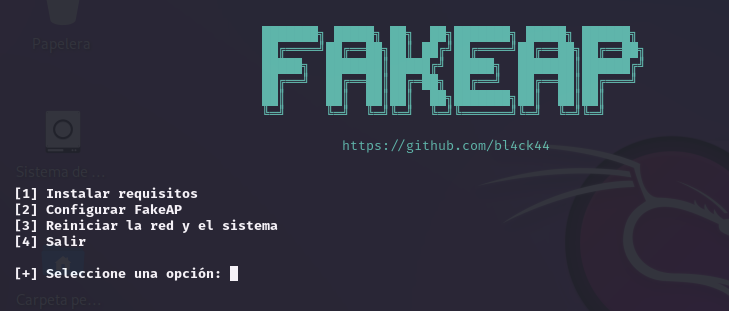 Papelera
FAKEAP
https://github.com/bl4ck44
Sistema de ...
[1] Instalar requisitos
[2] Configurar FakeAP
[3] Reiniciar la red y el sistema
[4] Salir
[+] Seleccione una opción:
Carpeta pe...